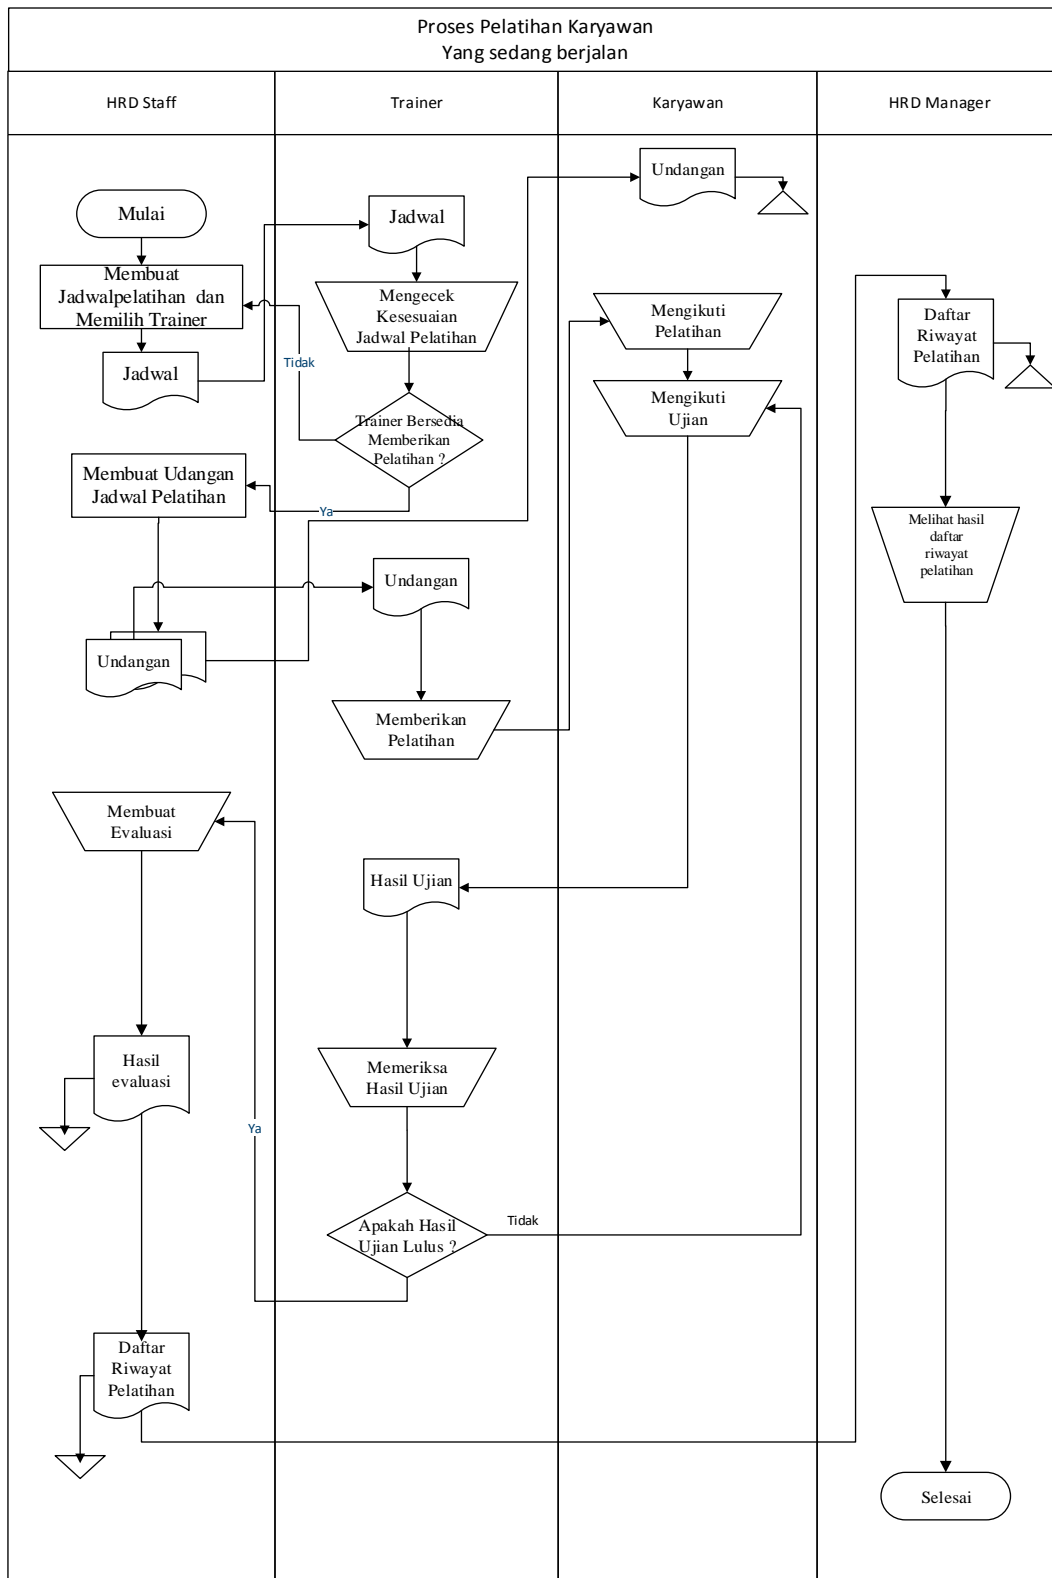 Proses Pelatihan Karyawan
Yang sedang berjalan
HRD Staff
Trainer
Karyawan
HRD Manager
Mulai
Membuat
Jadwalpelatihan dan
Memilih Trainer
Jadwal
Membuat Udangan
Jadwal Pelatihan
Undangan
Membuat
Evaluasi
Hasil
evaluasi
Daftar
Riwayat
Pelatihan
Jadwal
Mengecek
Kesesuaian
Jadwal Pelatihan
Tidak
Trainer Bersedia
Memberikan
Pelatihan ?
Ya
Undangan
Memberikan
Pelatihan
Hasil Ujian
Memeriksa
Hasil Ujian
Ya
Apakah Hasil
Ujian Lulus ?
Tidak
Undangan
Mengikuti
Pelatihan
Mengikuti
Ujian
Daftar
Riwayat
Pelatihan
Melihat hasil
daftar
riwayat
pelatihan
Selesai